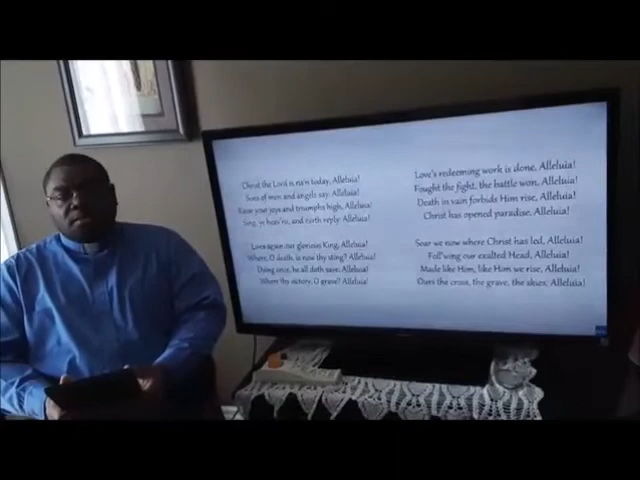 Christ the Lord is ris'n today, Alleluia!
Sons of men and angels say, Alleluia!
Raise your joys and triumphs high, Alleluia!
Sing, ye heav'ns, and earth reply, Alleluia!
Lives again our glorious King, Alleluia!
Where, O death, is now thy sting? Alleluia!
Dying once, he all doth save, Alleluia!
Where thy victory, O grave? Alleluia!
Love's redeeming work is done, Alleluia!
Fought the fight, the battle won, Alleluia!
Death in vain forbids Him rise, Alleluia!
Christ has opened paradise, Alleluia!
Soar we now where Christ has led, Alleluia!
Foll'wing our exalted Head, Alleluia!
Made like Him, like Him we rise, Alleluia!
Ours the cross, the grave, the skies, Alleluia!